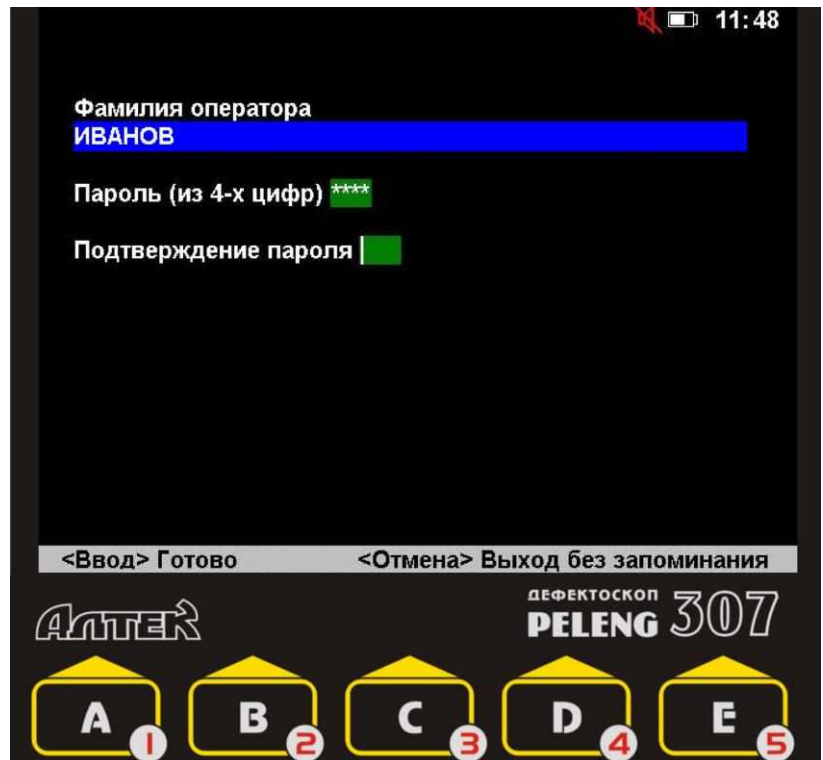 11:48
Фамилия оператора
ИВАНОВ
Пароль (из 4-х цифр) ****
Подтверждение пароля
<Ввод> Готово <Отмена> Выход без запоминания
Алтек
дефектоскоп
PELENG 307
A 1 B 2 C 3 D 4 E 5